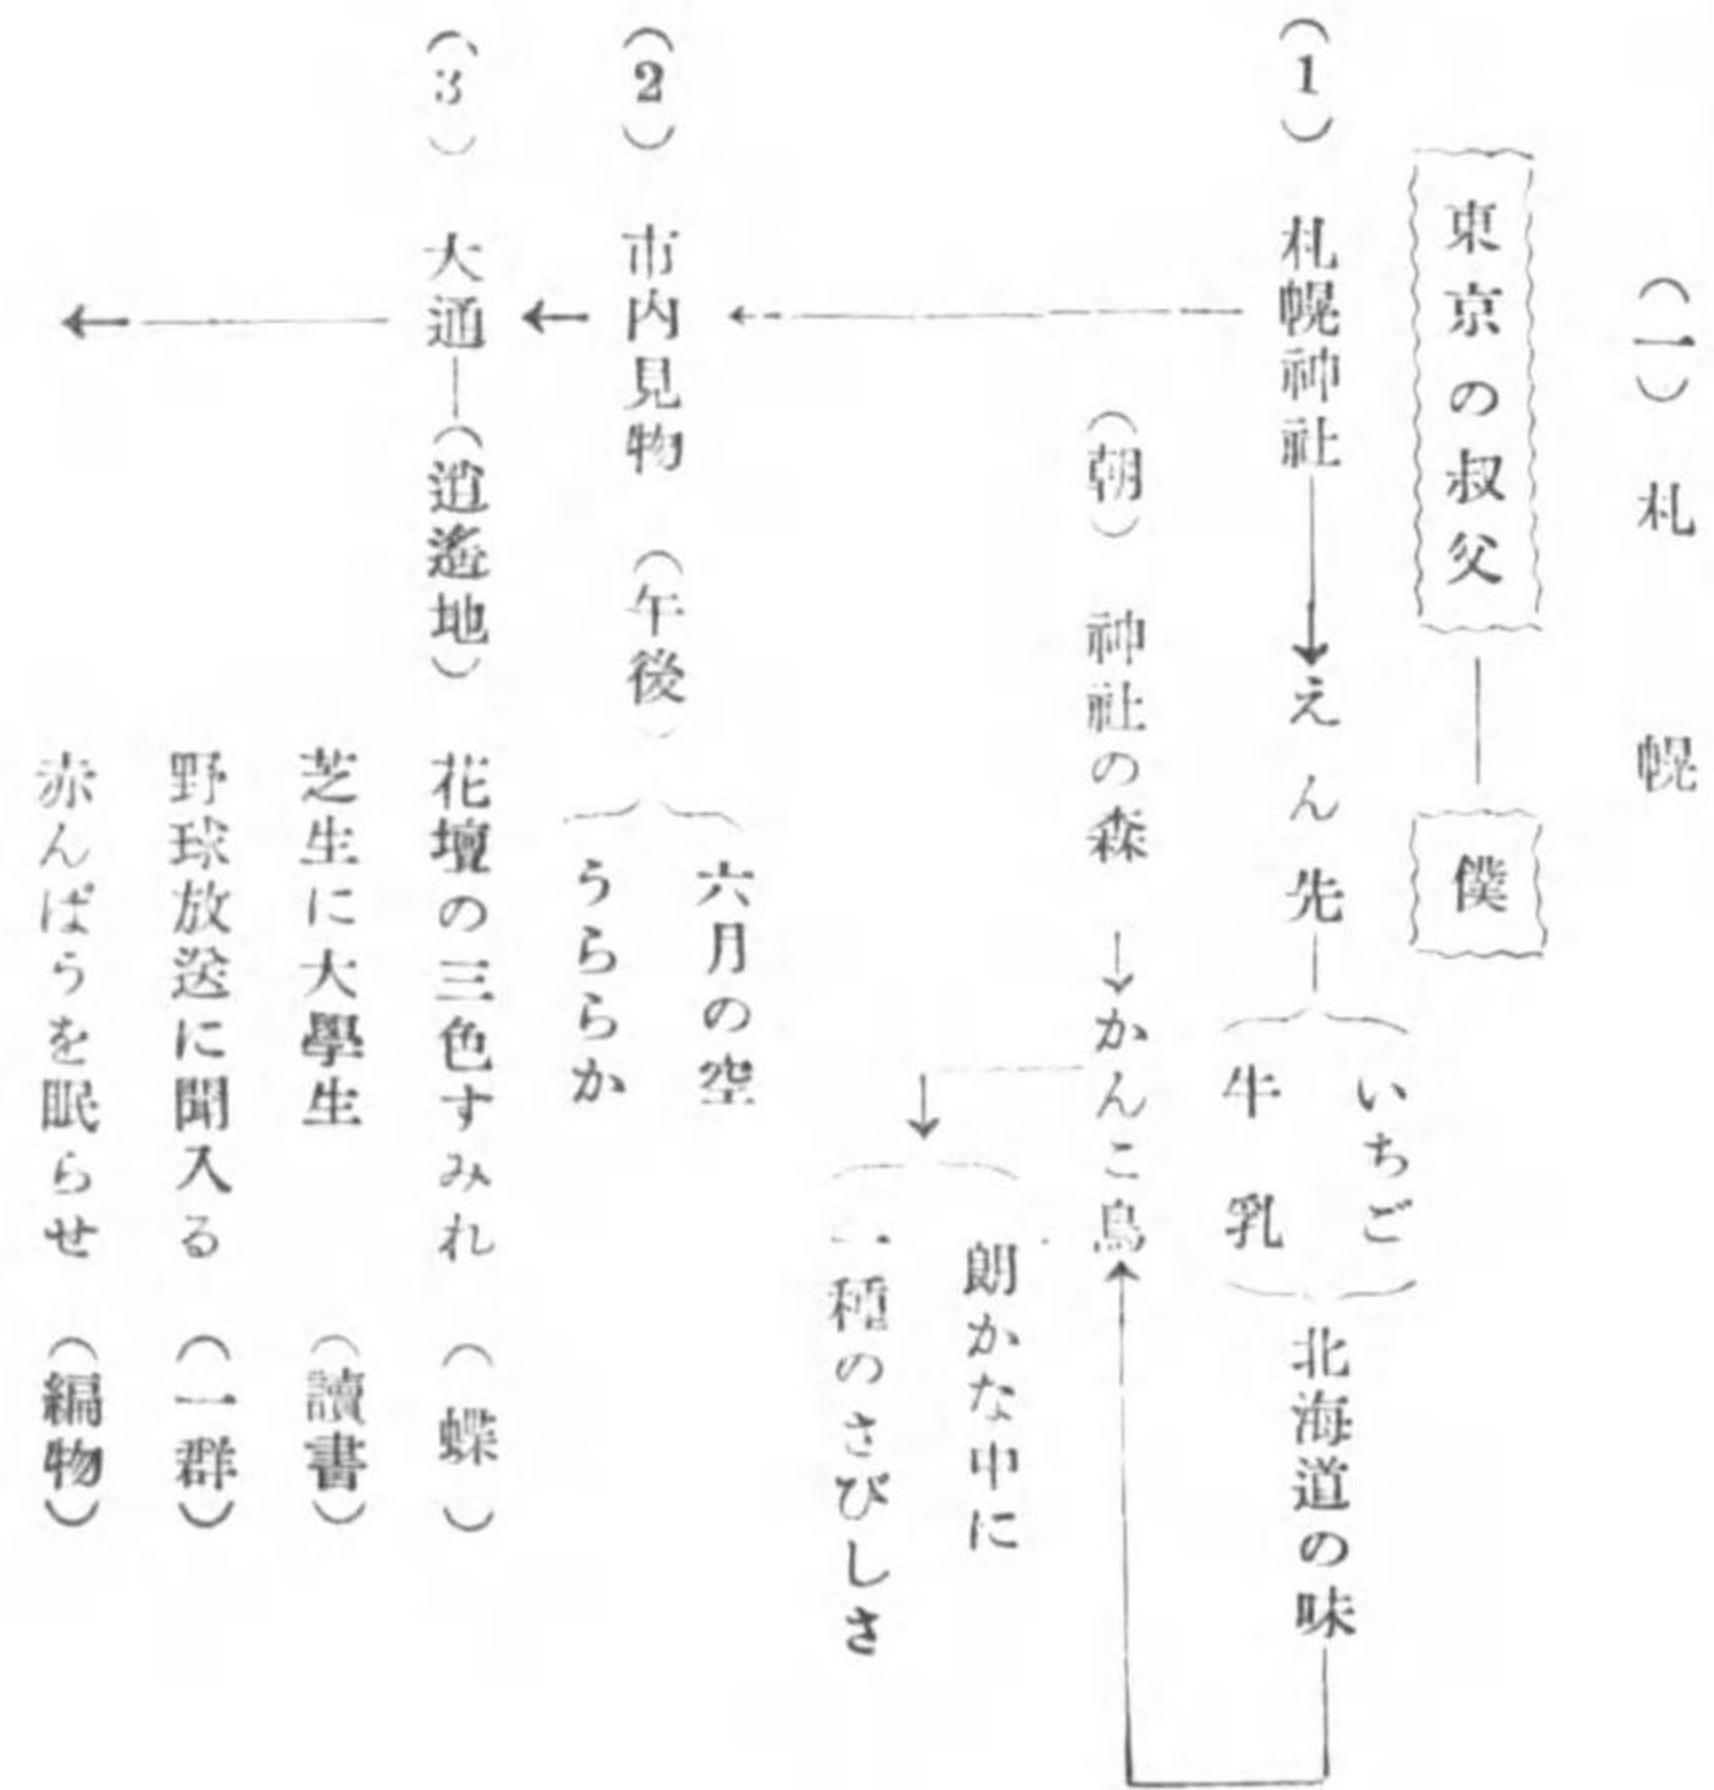 (一) 札幌
東京の叔父
僕
(1) 札幌神社
えん先
いちご
牛乳
北海道の味
(朝) 神社の森
かんこ鳥
朗かな中に
一種のさびしさ
(2) 市内見物 (午後)
六月の空
うららか
(3) 大通―(逍遙地)
花壇の三色すみれ (蝶)
芝生に大學生 (讀書)
野球放送に聞入る (一群)
赤んぱうを眠らせ (編物)